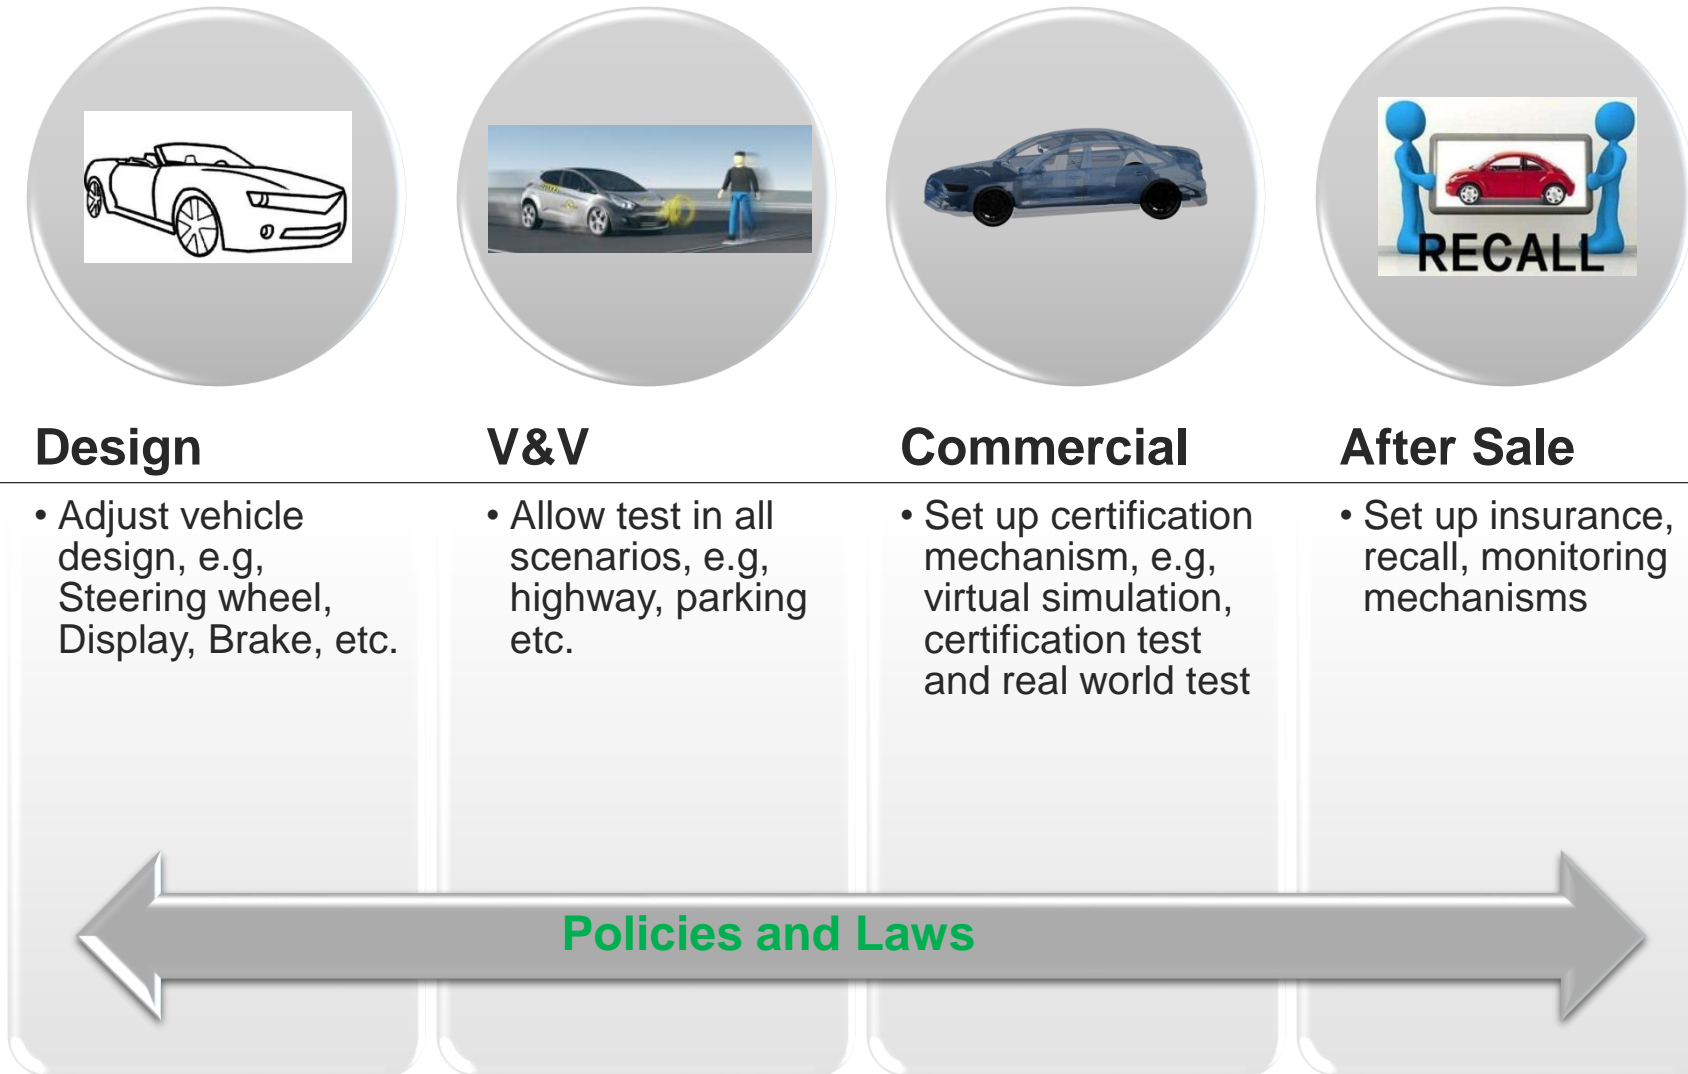 RECALL
Design
• Adjust vehicle
design, e.g,
Steering wheel,
Display, Brake, etc.
V&V
• Allow test in all
scenarios, e.g,
highway, parking
etc.
Commercial
• Set up certification
mechanism, e.g,
virtual simulation,
certification test
and real world test
After Sale
• Set up insurance,
recall, monitoring
mechanisms
Policies and Laws